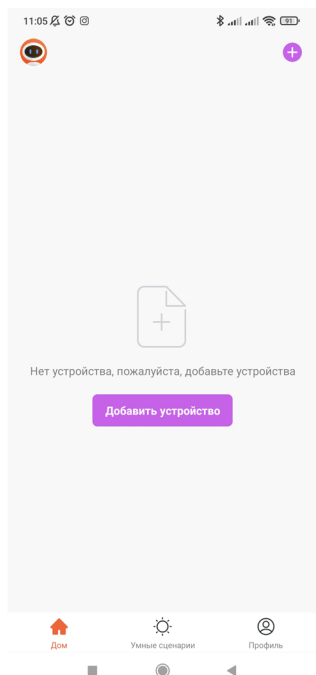 11:05
91
Нет устройства, пожалуйста, добавьте устройства
Добавить устройство
Дом
Умные сценарии
Профиль